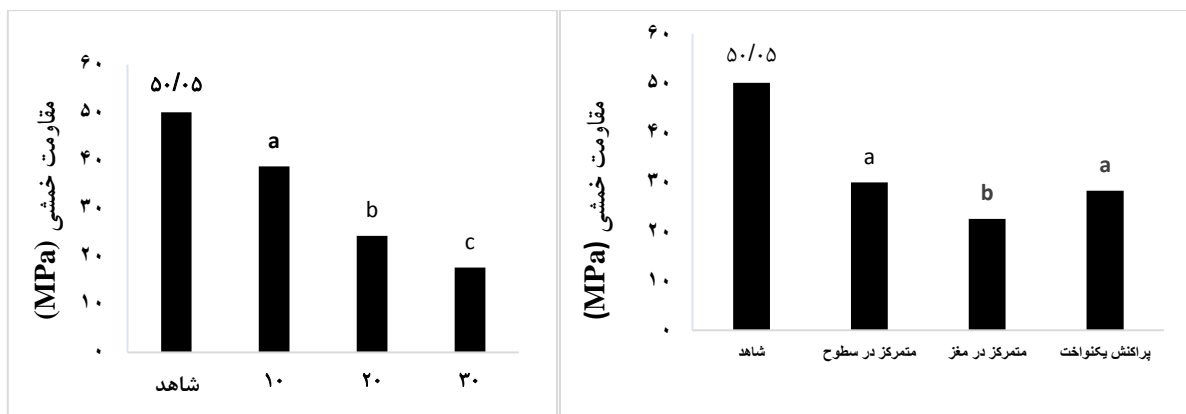 مقاومت خمشی (MPa)
۶۰
۵۰
۴۰
۳۰
۲۰
۱۰
۰
۵۰/۰۵
a
b
c
شاهد
۱۰
۲۰
۳۰
مقاومت خمشی (MPa)
۶۰
۵۰
۴۰
۳۰
۲۰
۱۰
۰
۵۰/۰۵
a
b
a
شاهد
متمرکز در سطوح
متمرکز در مغز
پراکنش یکنواخت